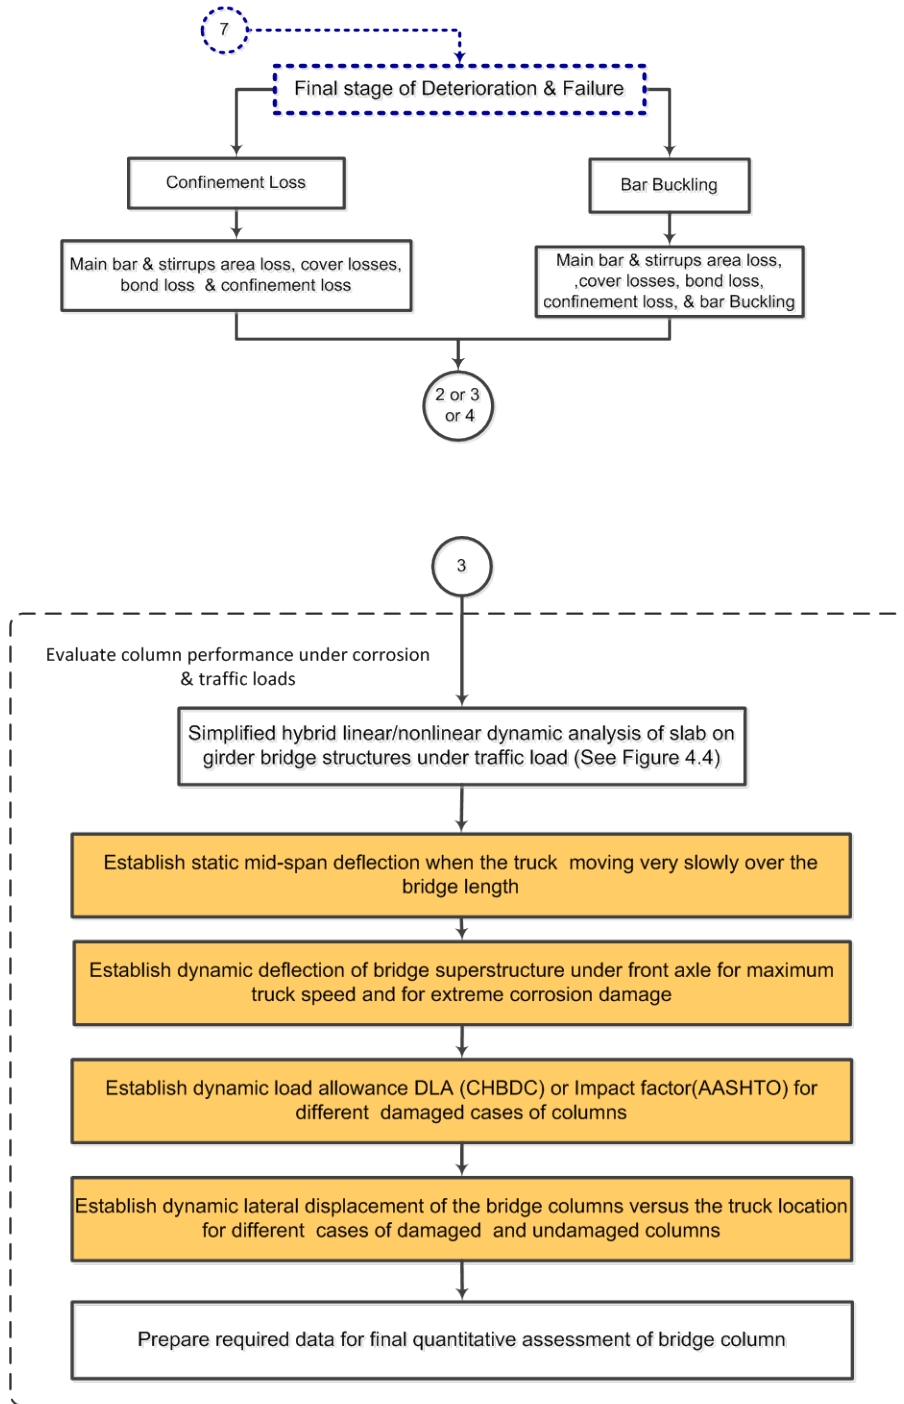 7
Final stage of Deterioration & Failure
Confinement Loss
Bar Buckling
Main bar & stirrups area loss, cover losses,
bond loss & confinement loss
Main bar & stirrups area loss,
,cover losses, bond loss,
confinement loss, & bar Buckling
2 or 3
or 4
3
Evaluate column performance under corrosion
& traffic loads
Simplified hybrid linear/nonlinear dynamic analysis of slab on
girder bridge structures under traffic load (See Figure 4.4)
Establish static mid-span deflection when the truck moving very slowly over the
bridge length
Establish dynamic deflection of bridge superstructure under front axle for maximum
truck speed and for extreme corrosion damage
Establish dynamic load allowance DLA (CHBDC) or Impact factor(AASHTO) for
different damaged cases of columns
Establish dynamic lateral displacement of the bridge columns versus the truck location
for different cases of damaged and undamaged columns
Prepare required data for final quantitative assessment of bridge column